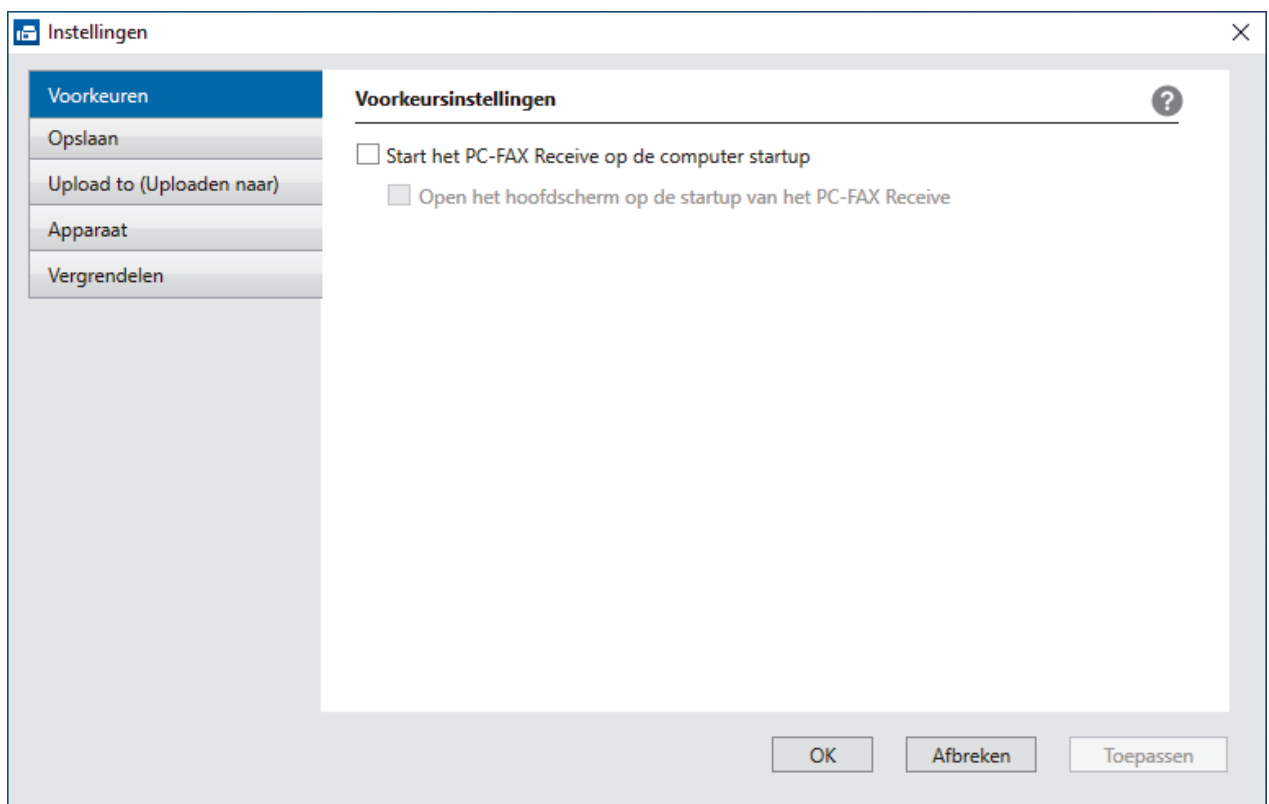 Instellingen
Voorkeuren
Opslaan
Upload to (Uploaden naar)
Apparaat
Vergrendelen
Voorkeursinstellingen
?
Start het PC-FAX Receive op de computer startup
Open het hoofdscherm op de startup van het PC-FAX Receive
OK
Afbreken
Toepassen